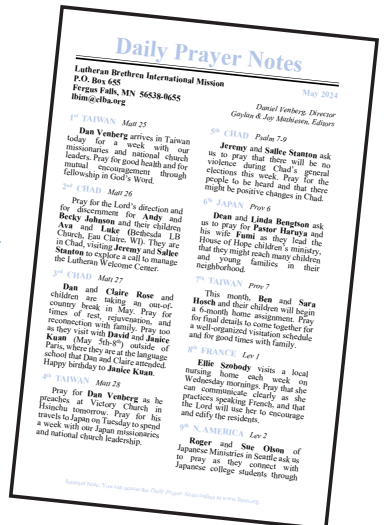 Daily Prayer Notes
Lutheran Brethren International Mission
P.O. Box 655
Fergus Falls, MN 56538-0655
lbim@clba.org
May 2024
Daniel Venberg, Director
Gaylan & Joy Mathiesen, Editors
1st TAIWAN Matt 25
Dan Venberg arrives in Taiwan
today for a week with our
missionaries and national church
leaders. Pray for good health and for
mutual encouragement through
fellowship in God's Word.
2nd CHAD Matt 26
Pray for the Lord's direction and
for discernment for Andy and
Becky Johnson and their children
Ava and Luke (Bethesda LB
Church, Eau Claire, WI). They are
in Chad, visiting Jeremy and Sallee
Stanton to explore a call to manage
the Lutheran Welcome Center.
3rd CHAD Matt 27
Dan and Claire Rose and
children are taking an out-of-
country break in May. Pray for
times of rest, rejuvenation, and
reconnection with family. Pray too
as they visit with David and Janice
Kuan (May 5th-8th) outside of
Paris, where they are at the language
school that Dan and Claire attended.
Happy birthday to Janice Kuan.
4th TAIWAN Matt 28
Pray for Dan Venberg as he
preaches at Victory Church in
Hsinchu tomorrow. Pray for his
travels to Japan on Tuesday to spend
a week with our Japan missionaries
and national church leadership.
5th CHAD Psalm 7-9
Jeremy and Sallee Stanton ask
us to pray that there will be no
violence during Chad's general
elections this week. Pray for the
people to be heard and that there
might be positive changes in Chad.
6th JAPAN Prov 6
Dean and Linda Bengtson ask
us to pray for Pastor Haruya and
his wife Fumi as they lead the
House of Hope children's ministry,
that they might reach many children
and young families in their
neighborhood.
7th TAIWAN Prov 7
This month, Ben and Sara
Hosch and their children will begin
a 6-month home assignment. Pray
for final details to come together for
a well-organized visitation schedule
and for good times with family.
8th FRANCE Lev 1
Ellie Szobody visits a local
nursing home each week on
Wednesday mornings. Pray that she
can communicate clearly as she
practices speaking French, and that
the Lord will use her to encourage
and edify the residents.
9th N. AMERICA Lev 2
Roger and Sue Olson of
Japanese Ministries in Seattle ask us
to pray as they connect with
Japanese college students through